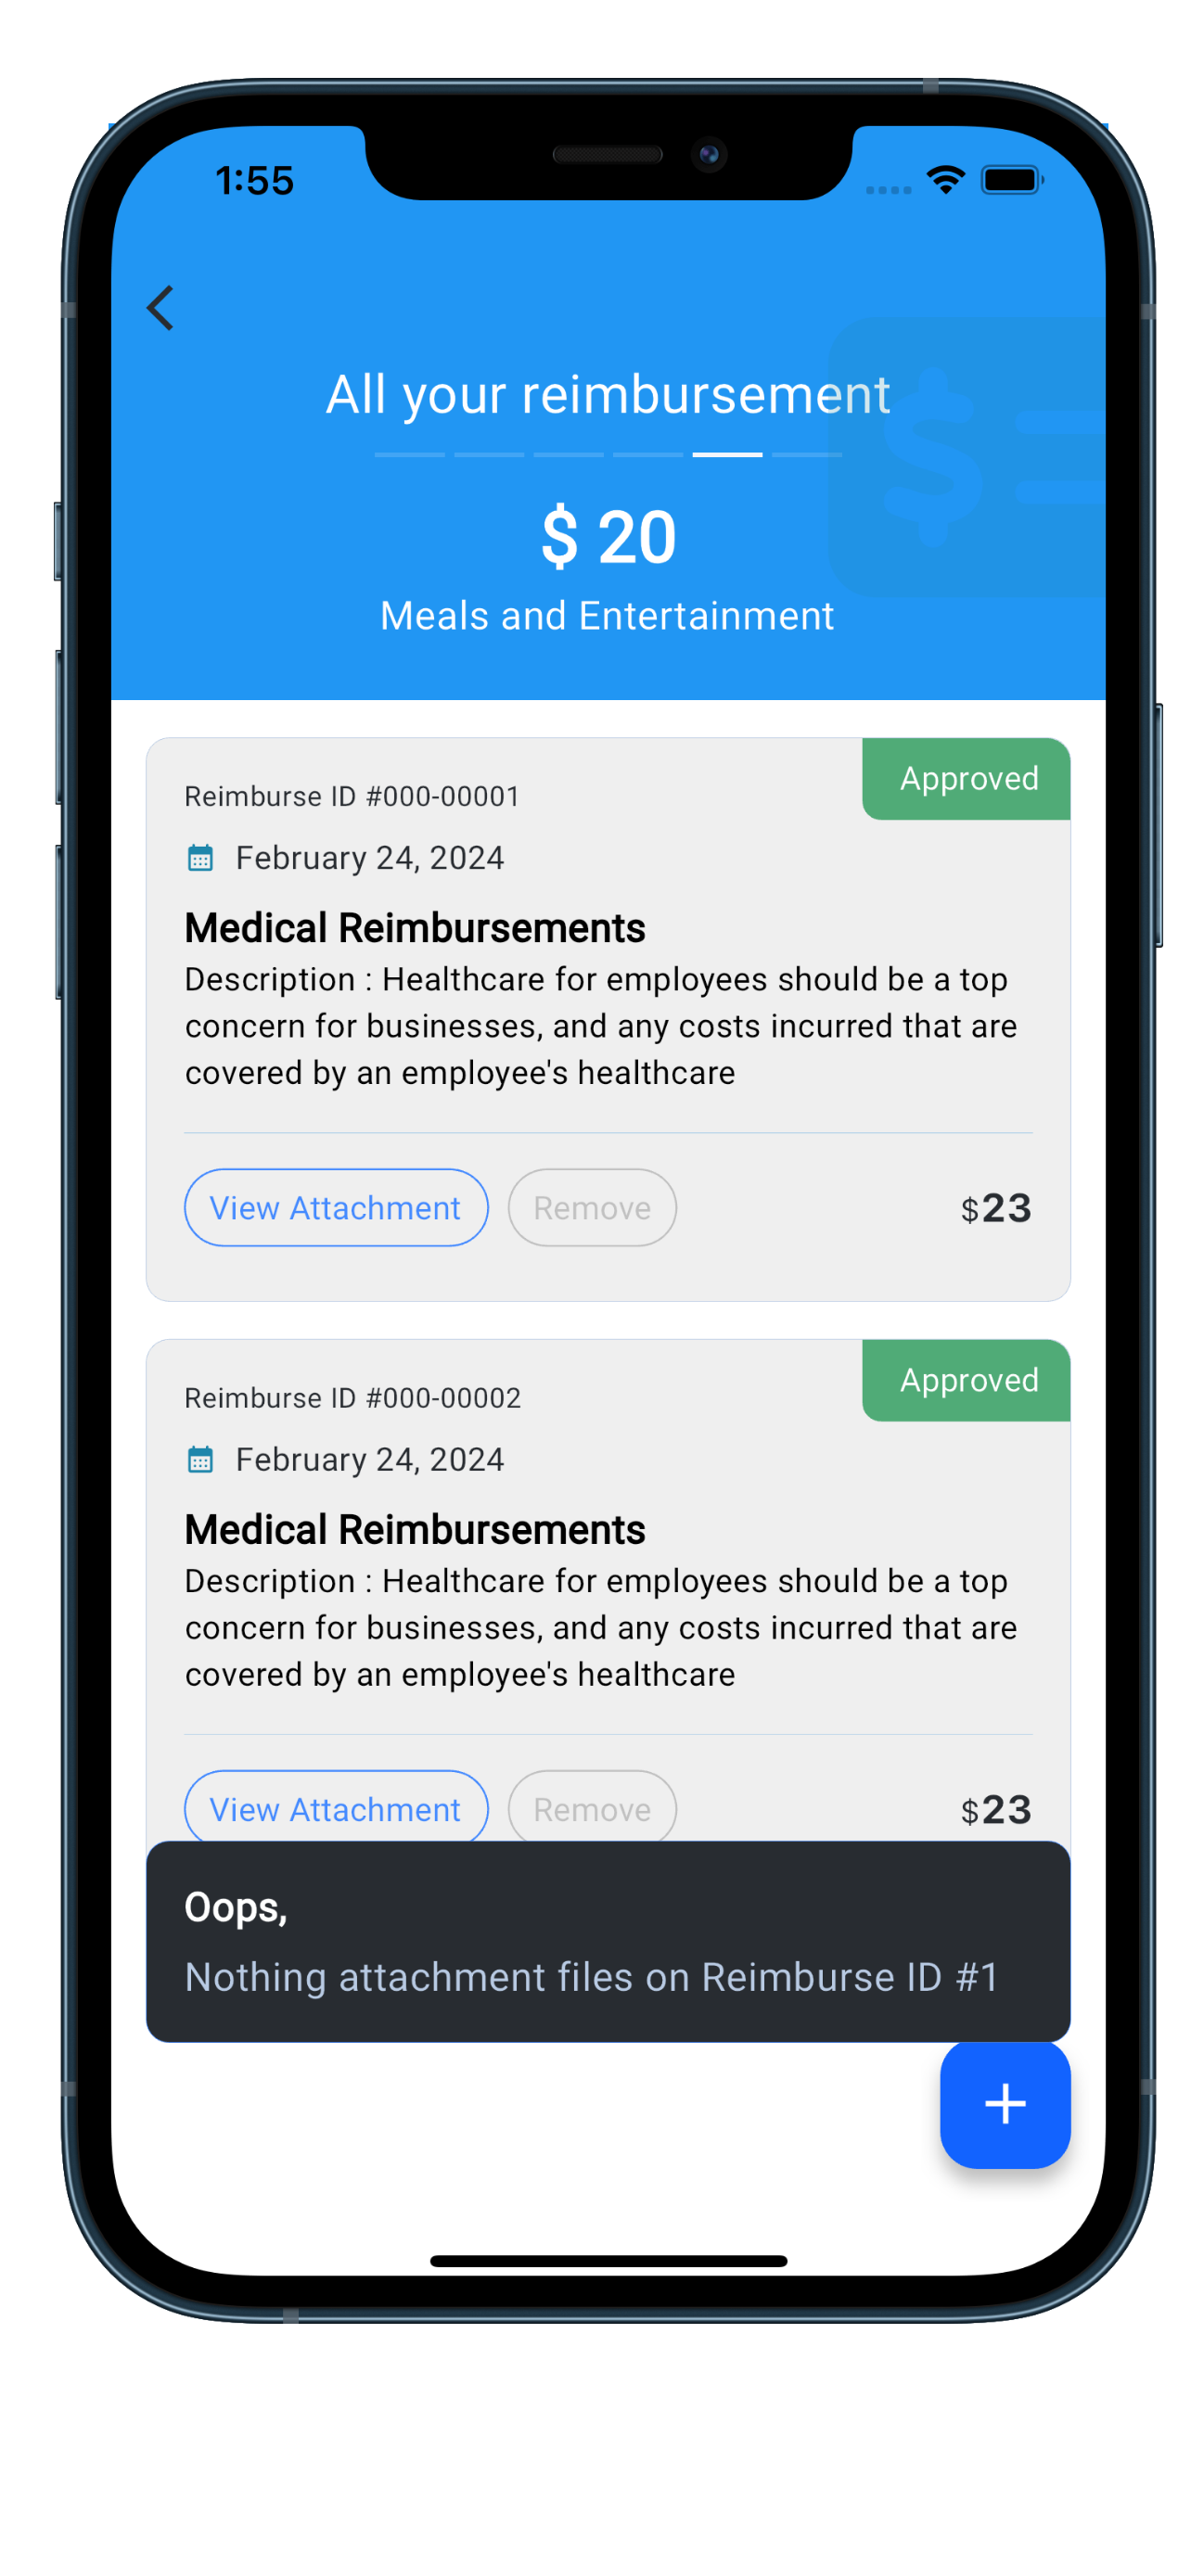 1:55
All your reimbursement
$ 20
Meals and Entertainment
Approved
Reimburse ID #000-00001
February 24, 2024
Medical Reimbursements
Description : Healthcare for employees should be a top
concern for businesses, and any costs incurred that are
covered by an employee's healthcare
View Attachment
Remove
$23
Approved
Reimburse ID #000-00002
February 24, 2024
Medical Reimbursements
Description : Healthcare for employees should be a top
concern for businesses, and any costs incurred that are
covered by an employee's healthcare
View Attachment
Remove
$23
Oops,
Nothing attachment files on Reimburse ID #1